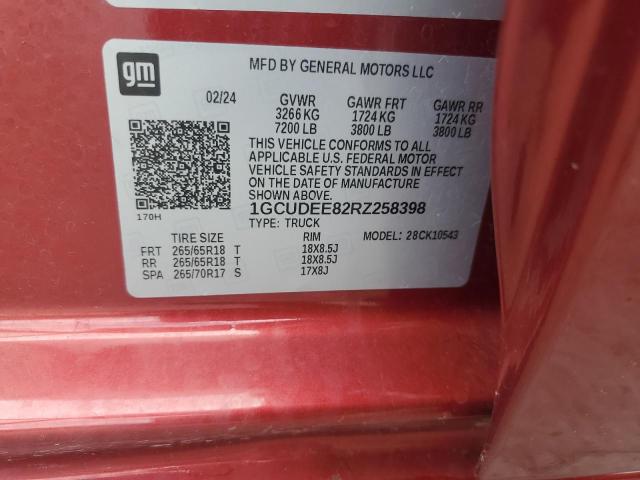 gm
MFD BY GENERAL MOTORS LLC
02/24 GVWR GAWR FRT GAWR RR
3266 KG 1724 KG 1724 KG
7200 LB 3800 LB 3800 LB
THIS VEHICLE CONFORMS TO ALL
APPLICABLE U.S. FEDERAL MOTOR
VEHICLE SAFETY STANDARDS IN EFFECT
ON THE DATE OF MANUFACTURE
SHOWN ABOVE.
170H 1GCUDEE82RZ258398
TYPE: TRUCK MODEL: 28CK10543
TIRE SIZE RIM
FRT 265/65R18 T 18X8.5J
RR 265/65R18 T 18X8.5J
SPA 265/70R17 S 17X8J